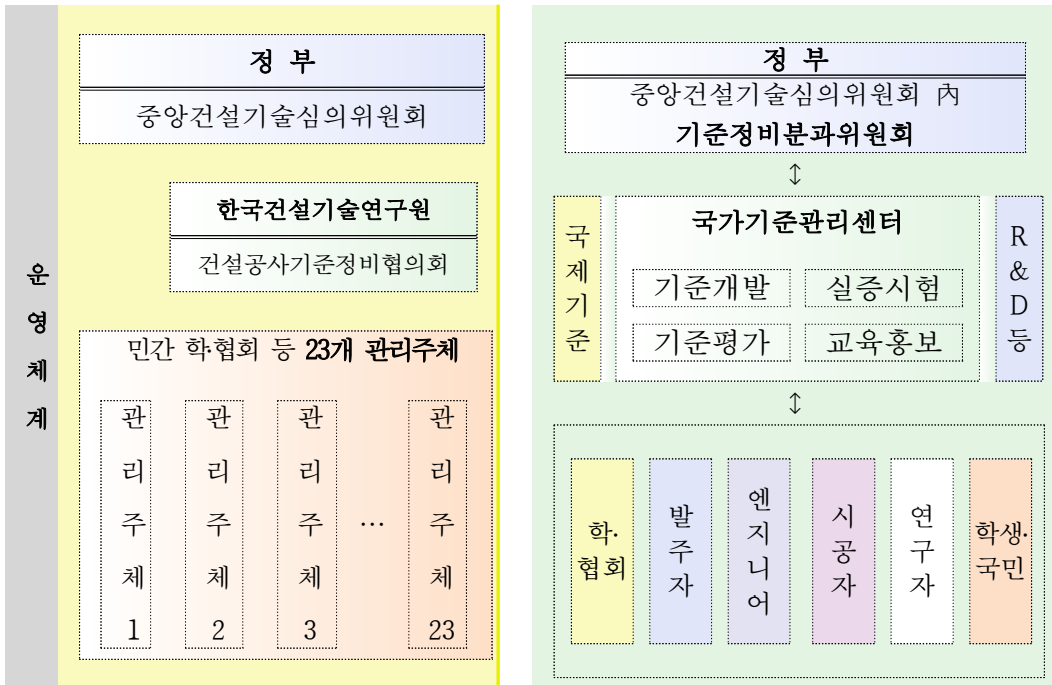 운영체계
정 부
중앙건설기술심의위원회
한국건설기술연구원
건설공사기준정비협의회
민간 학·협회 등 23개 관리주체
관리주체1
관리주체2
관리주체3
…
관리주체23
정 부
중앙건설기술심의위원회 內
기준정비분과위원회
↕
국제기준
국가기준관리센터
기준개발 실증시험
기준평가 교육홍보
R&D등
↕
학·
협회
발주자
엔지니어
시공자
연구자
학생·
국민